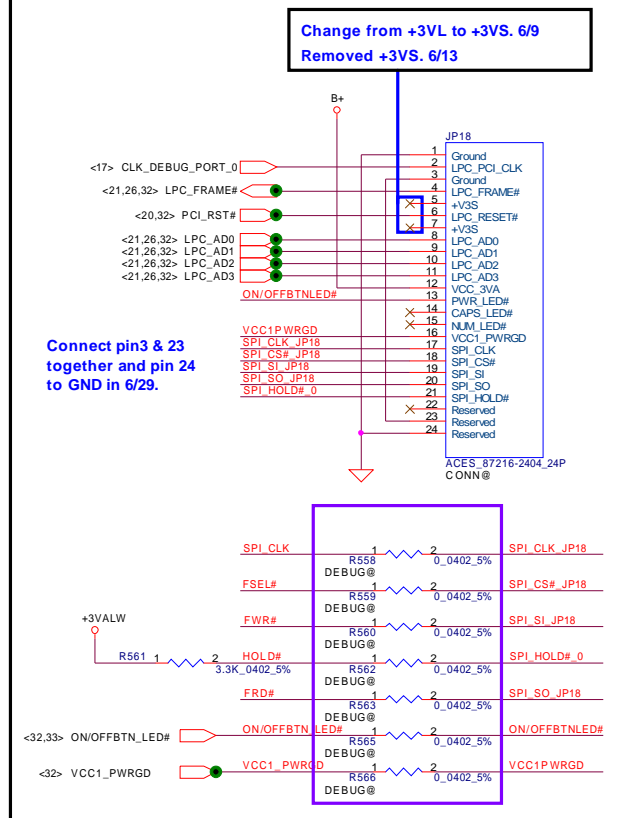 Change from +3VL to +3VS. 6/9
Removed +3VS. 6/13
B+
JP18
1 Ground
<17> CLK_DEBUG_PORT_0 2 LPC_PCI_CLK
3 Ground
<21,26,32> LPC_FRAME# 4 LPC_FRAME#
5 +V3S
<20,32> PCI_RST# 6 LPC_RESET#
7 +V3S
<21,26,32> LPC_AD0 8 LPC_AD0
<21,26,32> LPC_AD1 9 LPC_AD1
<21,26,32> LPC_AD2 10 LPC_AD2
<21,26,32> LPC_AD3 11 LPC_AD3
12 VCC_3VA
ON/OFFBTNLED# 13 PWR_LED#
14 CAPS_LED#
15 NUM_LED#
VCC1PWRGD 16 VCC1_PWRGD
SPI_CLK_JP18 17 SPI_CLK
SPI_CS#_JP18 18 SPI_CS#
SPI_SI_JP18 19 SPI_SI
SPI_SO_JP18 20 SPI_SO
SPI_HOLD#_0 21 SPI_HOLD#
22 Reserved
23 Reserved
24 Reserved
Connect pin3 & 23
together and pin 24
to GND in 6/29.
ACES_87216-2404_24P
CONN@
SPI_CLK 1 2 SPI_CLK_JP18
R558 0_0402_5%
DEBUG@
FSEL# 1 2 SPI_CS#_JP18
R559 0_0402_5%
DEBUG@
+3VALW
FWR# 1 2 SPI_SI_JP18
R560 0_0402_5%
DEBUG@
R561 1 2 HOLD# 1 2 SPI_HOLD#_0
3.3K_0402_5% R562 0_0402_5%
DEBUG@
FRD# 1 2 SPI_SO_JP18
R563 0_0402_5%
DEBUG@
<32,33> ON/OFFBTN_LED# ON/OFFBTN_LED# 1 2 ON/OFFBTNLED#
R565 0_0402_5%
DEBUG@
<32> VCC1_PWRGD VCC1_PWRGD 1 2 VCC1PWRGD
R566 0_0402_5%
DEBUG@